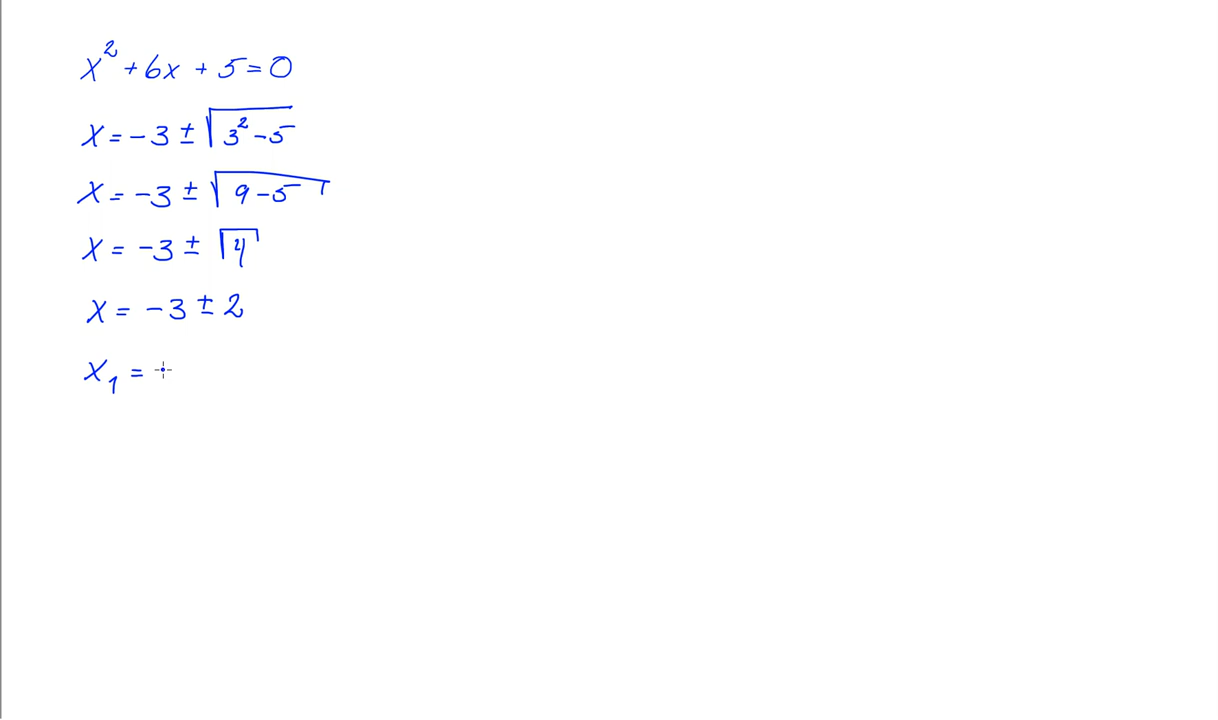 x² + 6x + 5 = 0
x = -3 ± √(3² - 5)
x = -3 ± √(9 - 5)
x = -3 ± √4
x = -3 ± 2
x₁ =